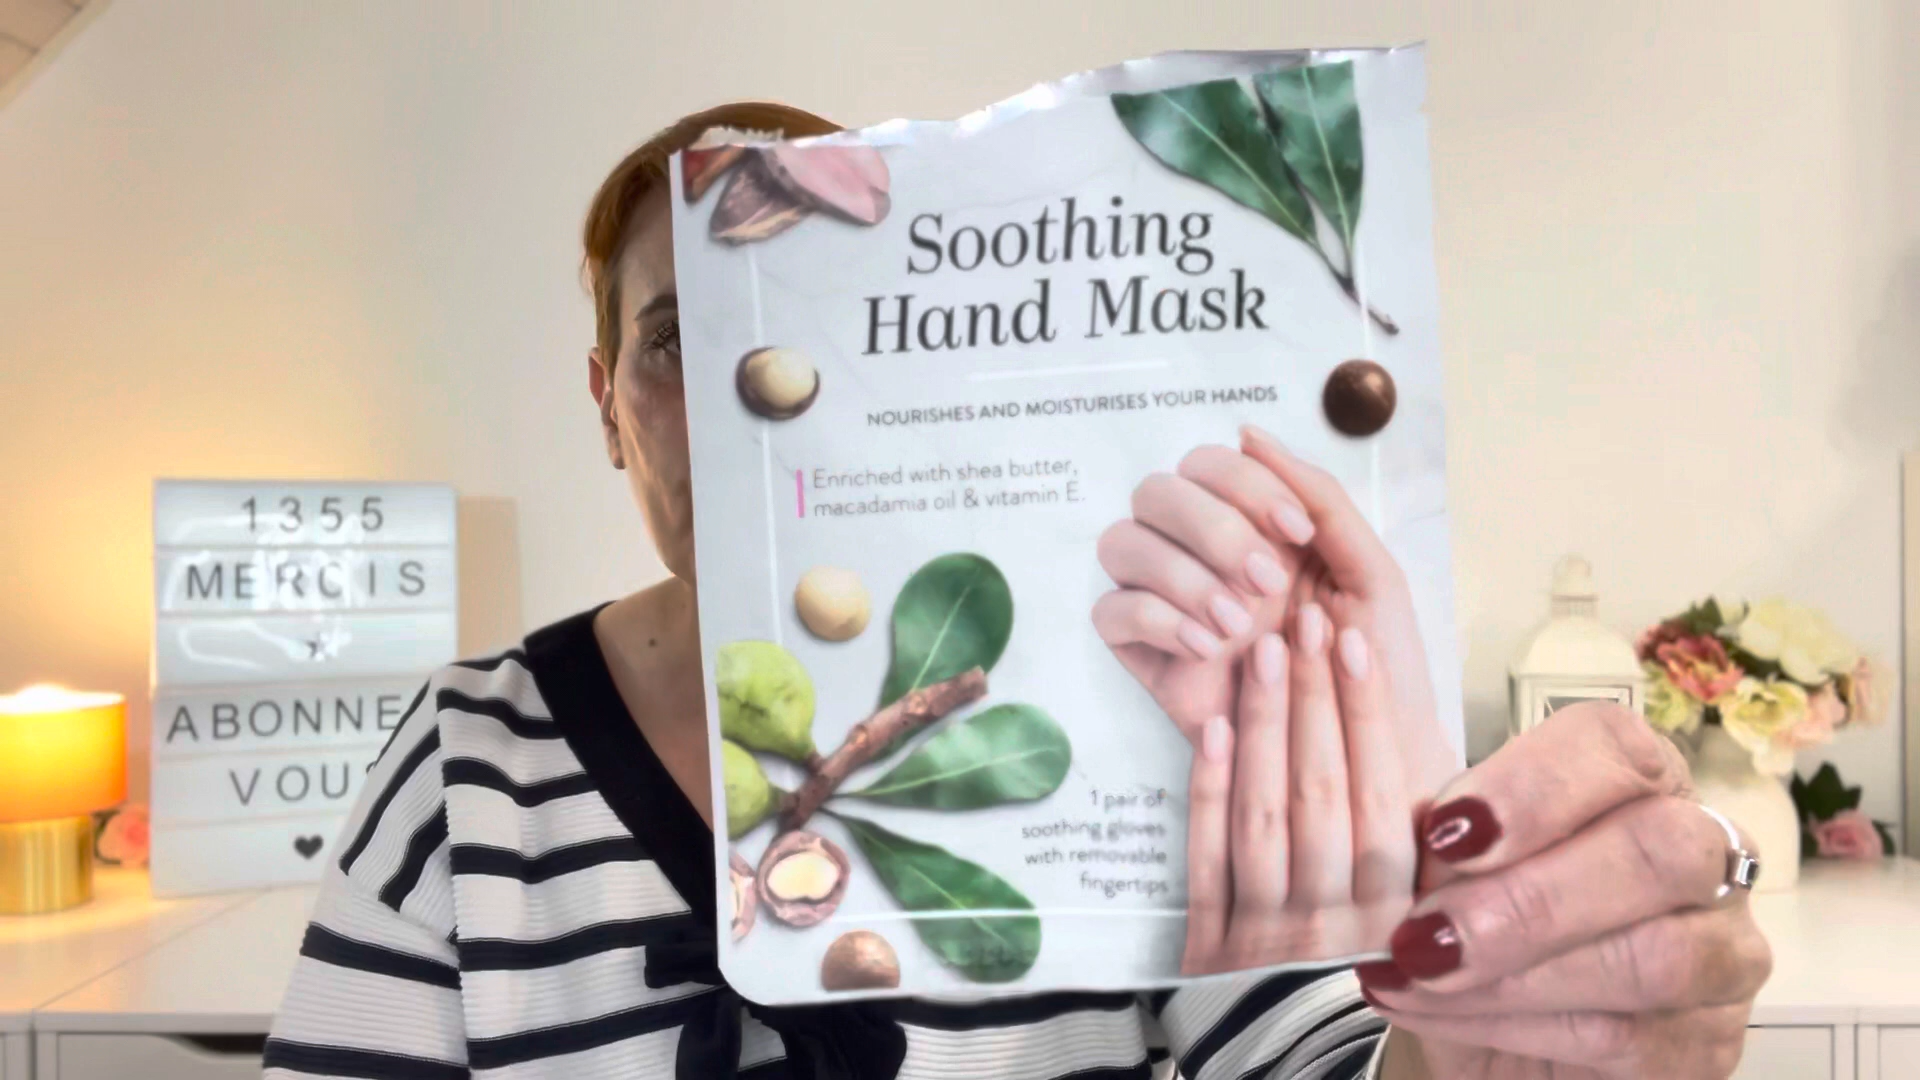 1355
MERCIS
ABONNE
VOUS
Soothing
Hand Mask
NOURISHES AND MOISTURISES YOUR HANDS
Enriched with shea butter,
macadamia oil & vitamin E.
1 pair of
soothing gloves
with removable
fingertips